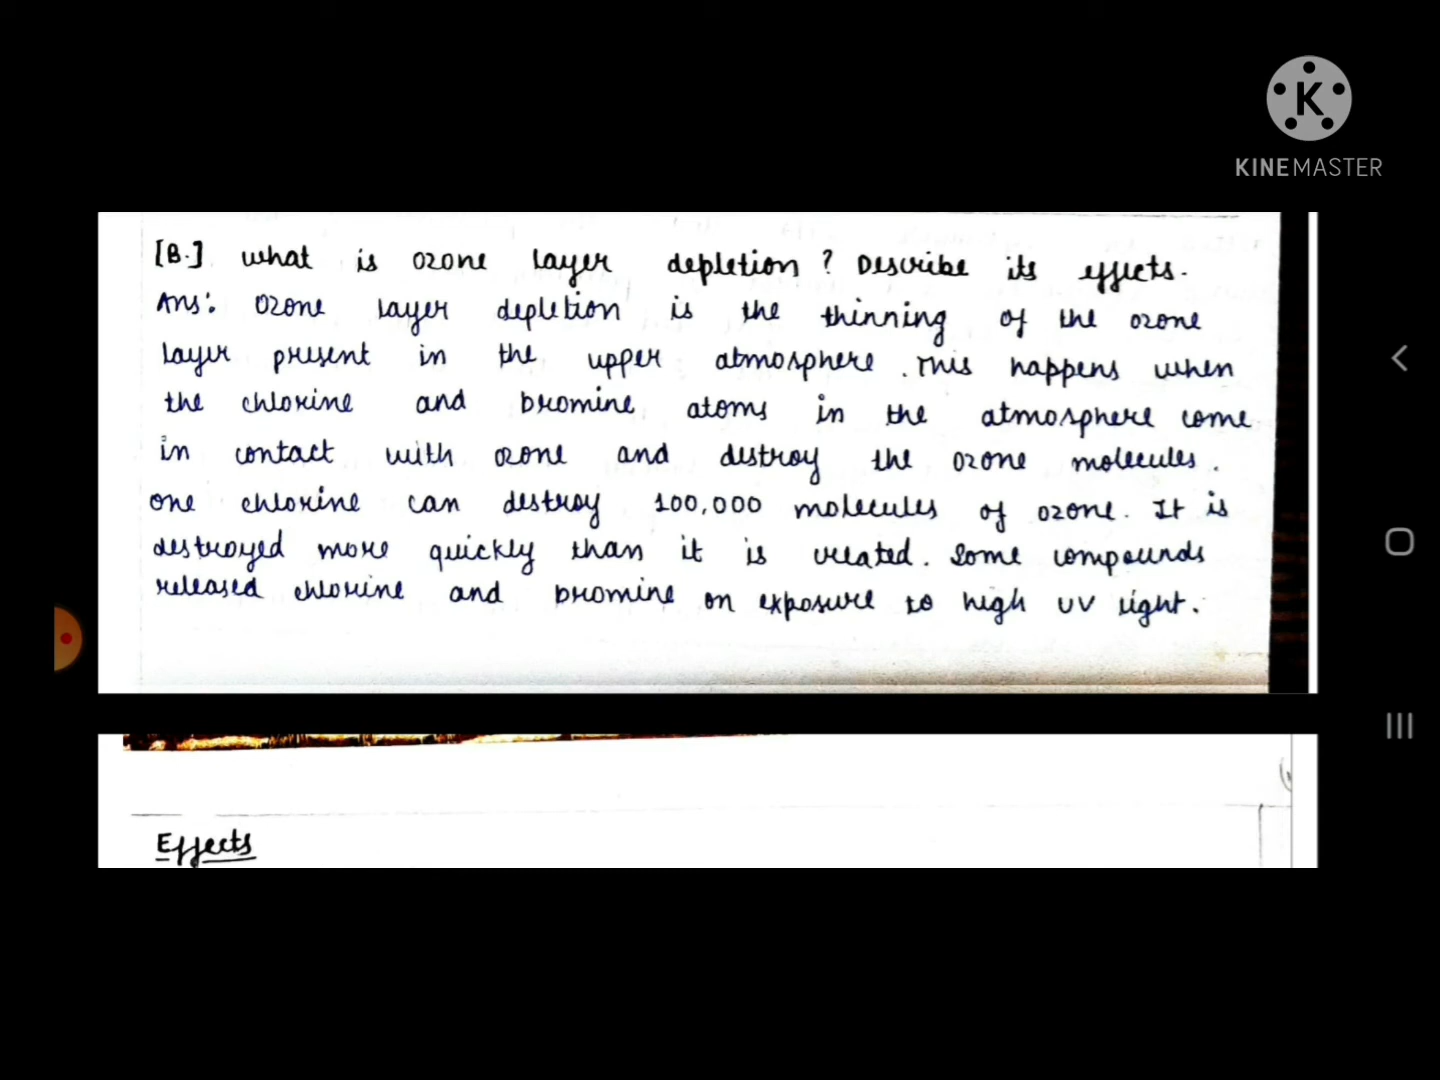 K
KINEMASTER
[B.] what is ozone layer depletion? Describe its effects.
Ans: Ozone layer depletion is the thinning of the ozone
layer present in the upper atmosphere. This happens when
the chlorine and bromine atoms in the atmosphere come
in contact with ozone and destroy the ozone molecules.
one chlorine can destroy 100,000 molecules of ozone. It is
destroyed more quickly than it is created. Some compounds
released chlorine and bromine on exposure to high UV light.
Effects